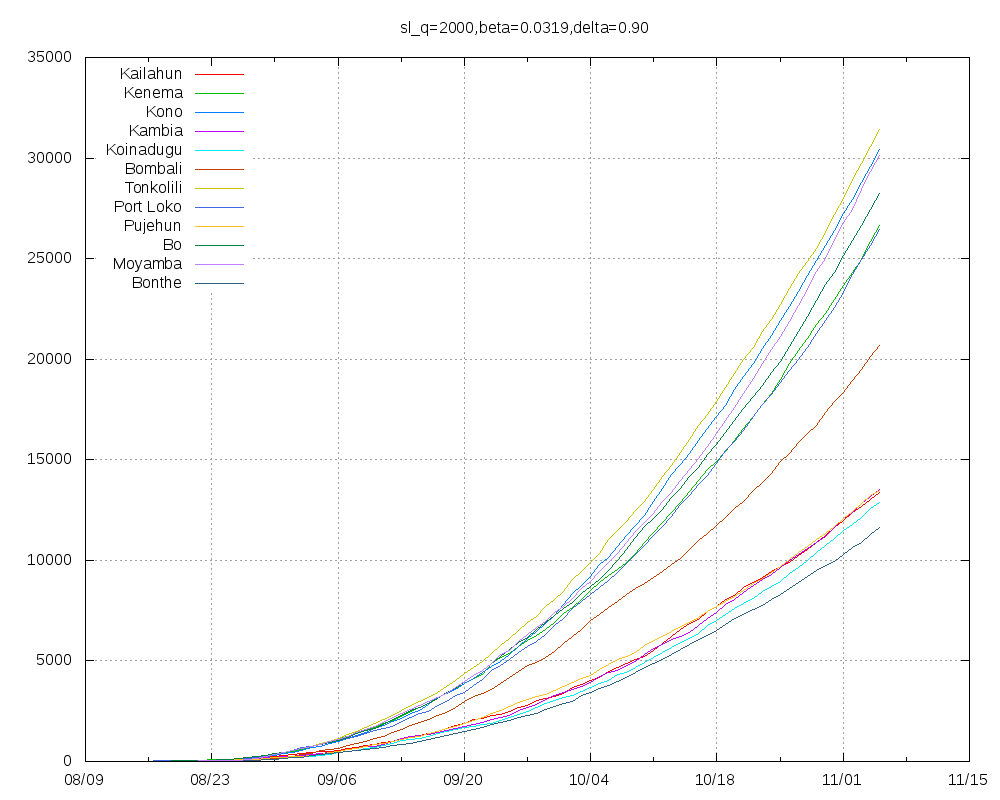 sl_q=2000,beta=0.0319,delta=0.90
35000
30000
25000
20000
15000
10000
5000
0
Kailahun
Kenema
Kono
Kambia
Koinadugu
Bombali
Tonkolili
Port Loko
Pujehun
Bo
Moyamba
Bonthe
08/09 08/23 09/06 09/20 10/04 10/18 11/01 11/15